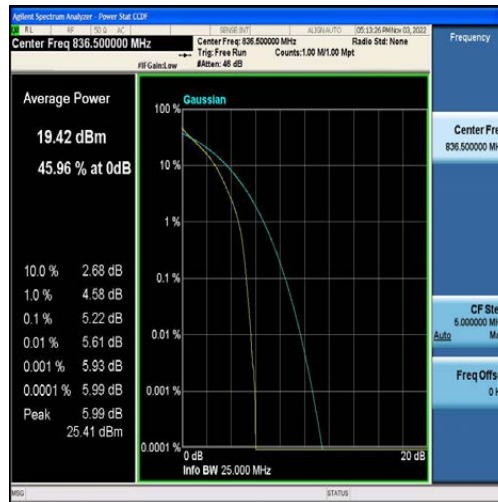 Agilent Spectrum Analyzer - Power Stat CCDF
RL RF 50 Ω AC SENSE:INT ALIGN AUTO 05:13:26 PM Nov 03, 2022
Center Freq 836.500000 MHz
Center Freq: 836.500000 MHz Radio Std: None
Trig: Free Run Counts:1.00 M/1.00 Mpt
#IFGain:Low #Atten: 46 dB
Frequency
Average Power
19.42 dBm
45.96 % at 0dB
10.0 % 2.68 dB
1.0 % 4.58 dB
0.1 % 5.22 dB
0.01 % 5.61 dB
0.001 % 5.93 dB
0.0001 % 5.99 dB
Peak 5.99 dB
25.41 dBm
Gaussian
100 %
10 %
1 %
0.1 %
0.01 %
0.001 %
0.0001 %
0 dB 20 dB
Info BW 25.000 MHz
Center Fre
836.500000 MH
CF Ste
5.000000 MH
Auto Ma
Freq Offs
0 H
MSG STATUS